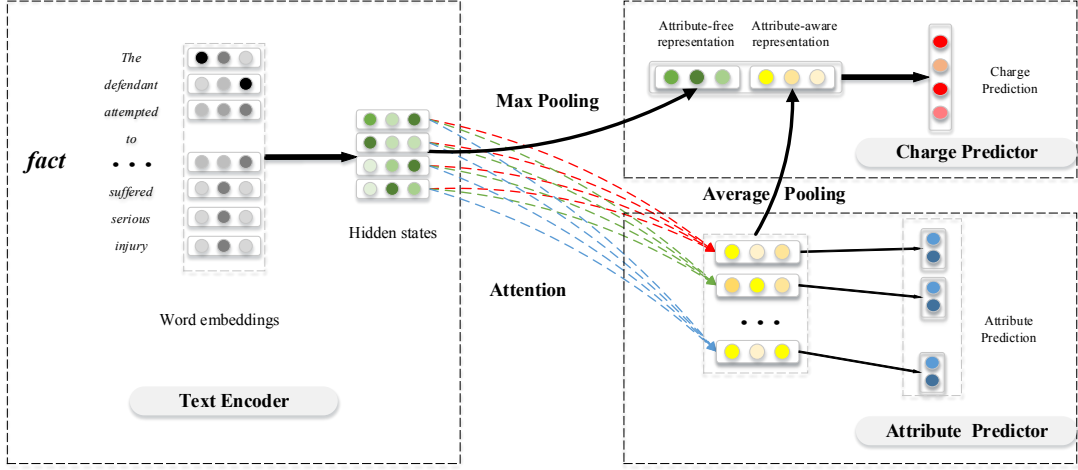 fact
The
defendant
attempted
to
• • •
suffered
serious
injury
Word embeddings
Text Encoder
Hidden states
Max Pooling
Attention
Average Pooling
Attribute-free
representation
Attribute-aware
representation
Charge
Prediction
Charge Predictor
• • •
Attribute
Prediction
Attribute Predictor